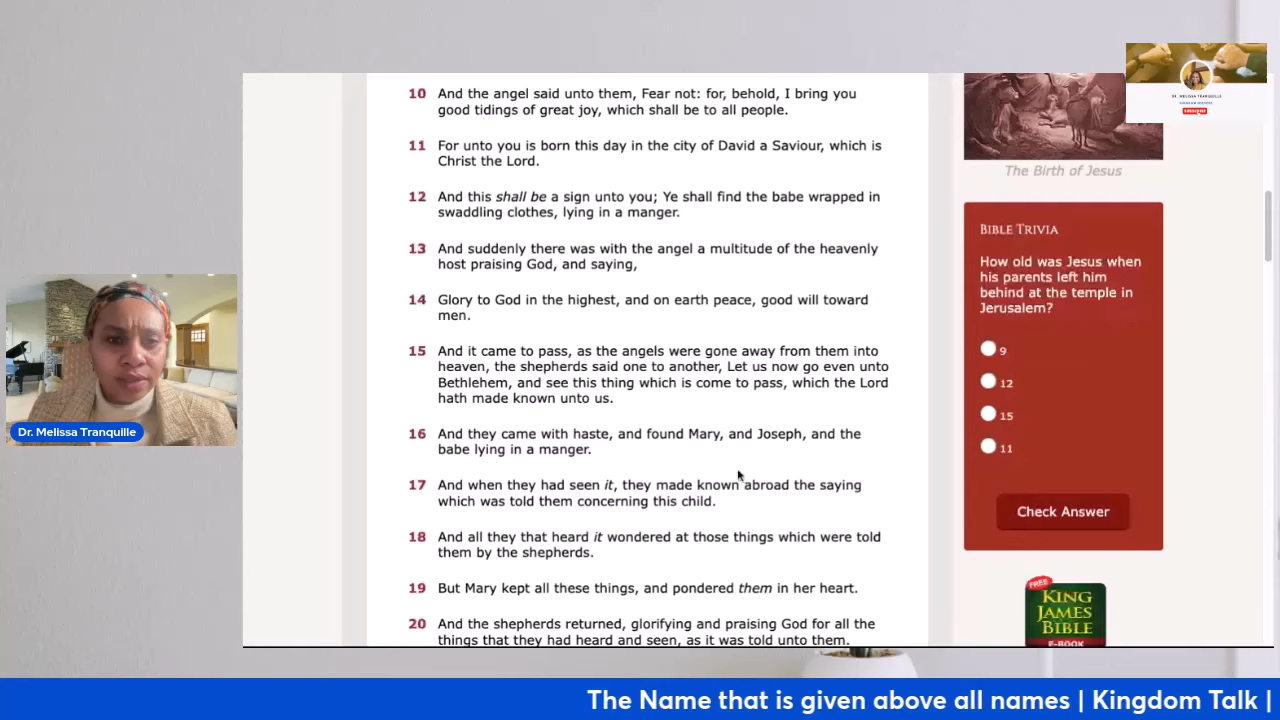 10 And the angel said unto them, Fear not: for, behold, I bring you
good tidings of great joy, which shall be to all people.
11 For unto you is born this day in the city of David a Saviour, which is
Christ the Lord.
12 And this shall be a sign unto you; Ye shall find the babe wrapped in
swaddling clothes, lying in a manger.
13 And suddenly there was with the angel a multitude of the heavenly
host praising God, and saying,
14 Glory to God in the highest, and on earth peace, good will toward
men.
15 And it came to pass, as the angels were gone away from them into
heaven, the shepherds said one to another, Let us now go even unto
Bethlehem, and see this thing which is come to pass, which the Lord
hath made known unto us.
16 And they came with haste, and found Mary, and Joseph, and the
babe lying in a manger.
17 And when they had seen it, they made known abroad the saying
which was told them concerning this child.
18 And all they that heard it wondered at those things which were told
them by the shepherds.
19 But Mary kept all these things, and pondered them in her heart.
20 And the shepherds returned, glorifying and praising God for all the
things that they had heard and seen, as it was told unto them.
DR. MELISSA TRANQUILLE
SUBSCRIBE
The Birth of Jesus
BIBLE TRIVIA
How old was Jesus when
his parents left him
behind at the temple in
Jerusalem?
9
12
15
11
Check Answer
FREE
KING
JAMES
BIBLE
E-BOOK
Dr. Melissa Tranquille
The Name that is given above all names | Kingdom Talk |